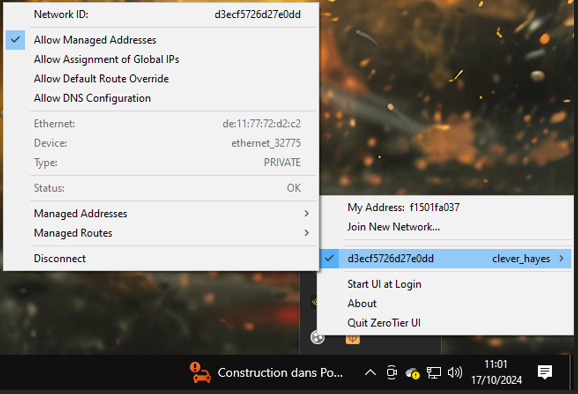 Network ID: d3ecf5726d27e0dd
Allow Managed Addresses
Allow Assignment of Global IPs
Allow Default Route Override
Allow DNS Configuration
Ethernet: de:11:77:72:d2:c2
Device: ethernet_32775
Type: PRIVATE
Status: OK
Managed Addresses
Managed Routes
Disconnect
My Address: f1501fa037
Join New Network...
d3ecf5726d27e0dd clever_hayes
Start UI at Login
About
Quit ZeroTier UI
Construction dans Po...
11:01
17/10/2024